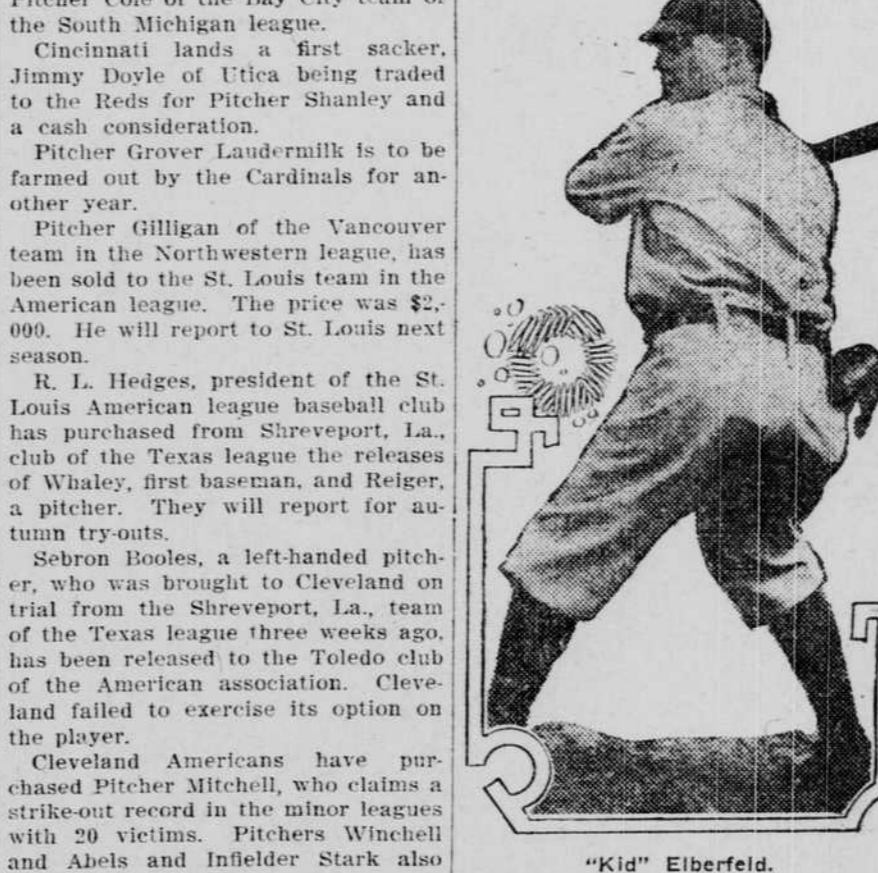 Pitcher Cole of the Bay City team of
the South Michigan league.
Cincinnati lands a first sacker,
Jimmy Doyle of Utica being traded
to the Reds for Pitcher Shanley and
a cash consideration.
Pitcher Grover Laudermilk is to be
farmed out by the Cardinals for an-
other year.
Pitcher Gilligan of the Vancouver
team in the Northwestern league, has
been sold to the St. Louis team in the
American league. The price was $2,-
000. He will report to St. Louis next
season.
R. L. Hedges, president of the St.
Louis American league baseball club
has purchased from Shreveport, La.,
club of the Texas league the releases
of Whaley, first baseman, and Reiger,
a pitcher. They will report for au-
tumn try-outs.
Sebron Booles, a left-handed pitch-
er, who was brought to Cleveland on
trial from the Shreveport, La., team
of the Texas league three weeks ago,
has been released to the Toledo club
of the American association. Cleve-
land failed to exercise its option on
the player.
Cleveland Americans have pur-
chased Pitcher Mitchell, who claims a
strike-out record in the minor leagues
with 20 victims. Pitchers Winchell
and Abels and Infielder Stark also
"Kid" Elberfeld.